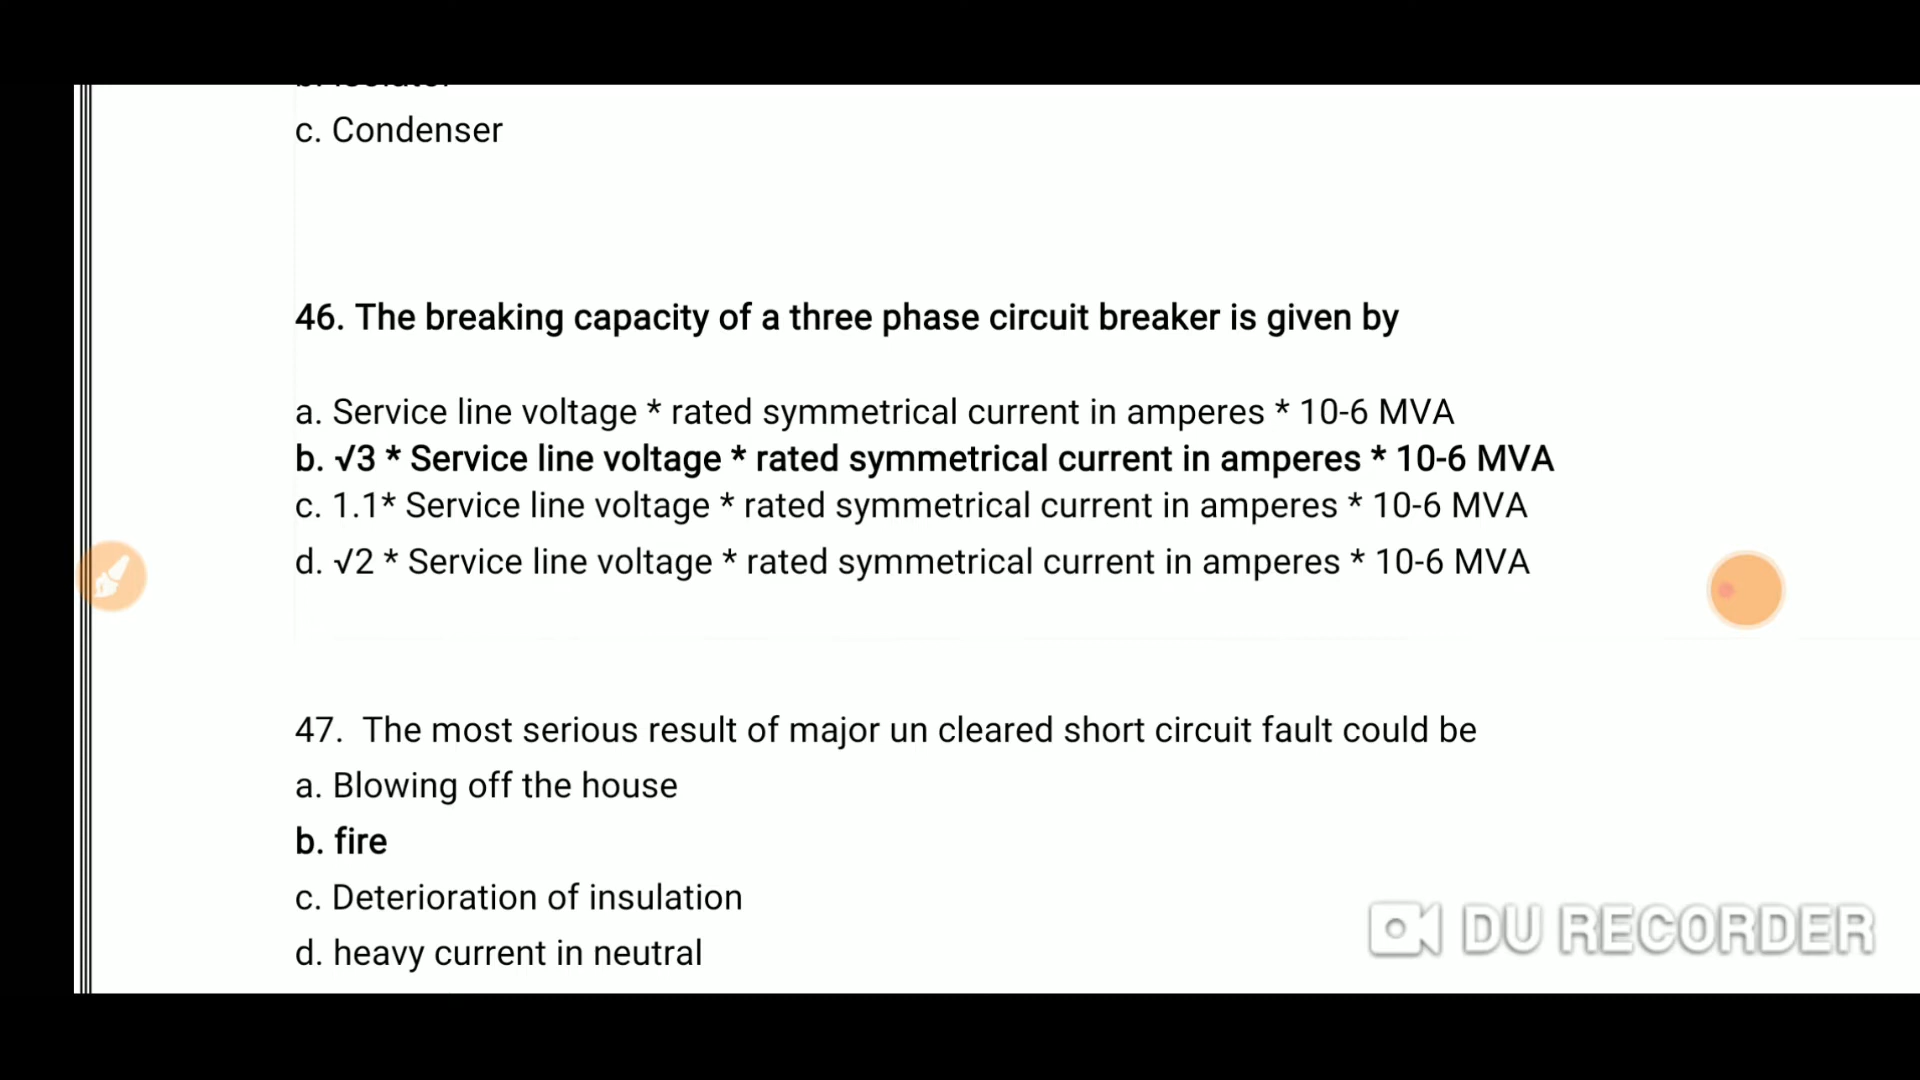 c. Condenser
46. The breaking capacity of a three phase circuit breaker is given by
a. Service line voltage * rated symmetrical current in amperes * 10-6 MVA
b. √3 * Service line voltage * rated symmetrical current in amperes * 10-6 MVA
c. 1.1* Service line voltage * rated symmetrical current in amperes * 10-6 MVA
d. √2 * Service line voltage * rated symmetrical current in amperes * 10-6 MVA
47. The most serious result of major un cleared short circuit fault could be
a. Blowing off the house
b. fire
c. Deterioration of insulation
d. heavy current in neutral
DU RECORDER